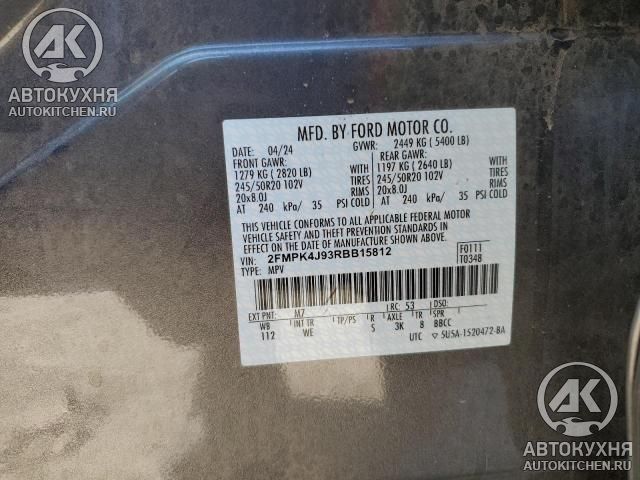 АК
АВТОКУХНЯ
AUTOKITCHEN.RU
MFD. BY FORD MOTOR CO.
DATE: 04/24 GVWR: 2449 KG ( 5400 LB)
FRONT GAWR: REAR GAWR:
1279 KG ( 2820 LB) WITH 1197 KG ( 2640 LB) WITH
245/50R20 102V TIRES 245/50R20 102V TIRES
20x8.0J RIMS 20x8.0J RIMS
AT 240 kPa/ 35 PSI COLD AT 240 kPa/ 35 PSI COLD
THIS VEHICLE CONFORMS TO ALL APPLICABLE FEDERAL MOTOR
VEHICLE SAFETY AND THEFT PREVENTION STANDARDS IN
EFFECT ON THE DATE OF MANUFACTURE SHOWN ABOVE.
VIN: 2FMPK4J93RBB15812 F0111
TYPE: MPV T0348
EXT PNT: M7 RC: 53 DSO:
WB INT TR TP/PS R AXLE TR SPR
112 WE S 3K 8 BBCC
UTC ▽ 5U5A-1520472-BA
АК
АВТОКУХНЯ
AUTOKITCHEN.RU